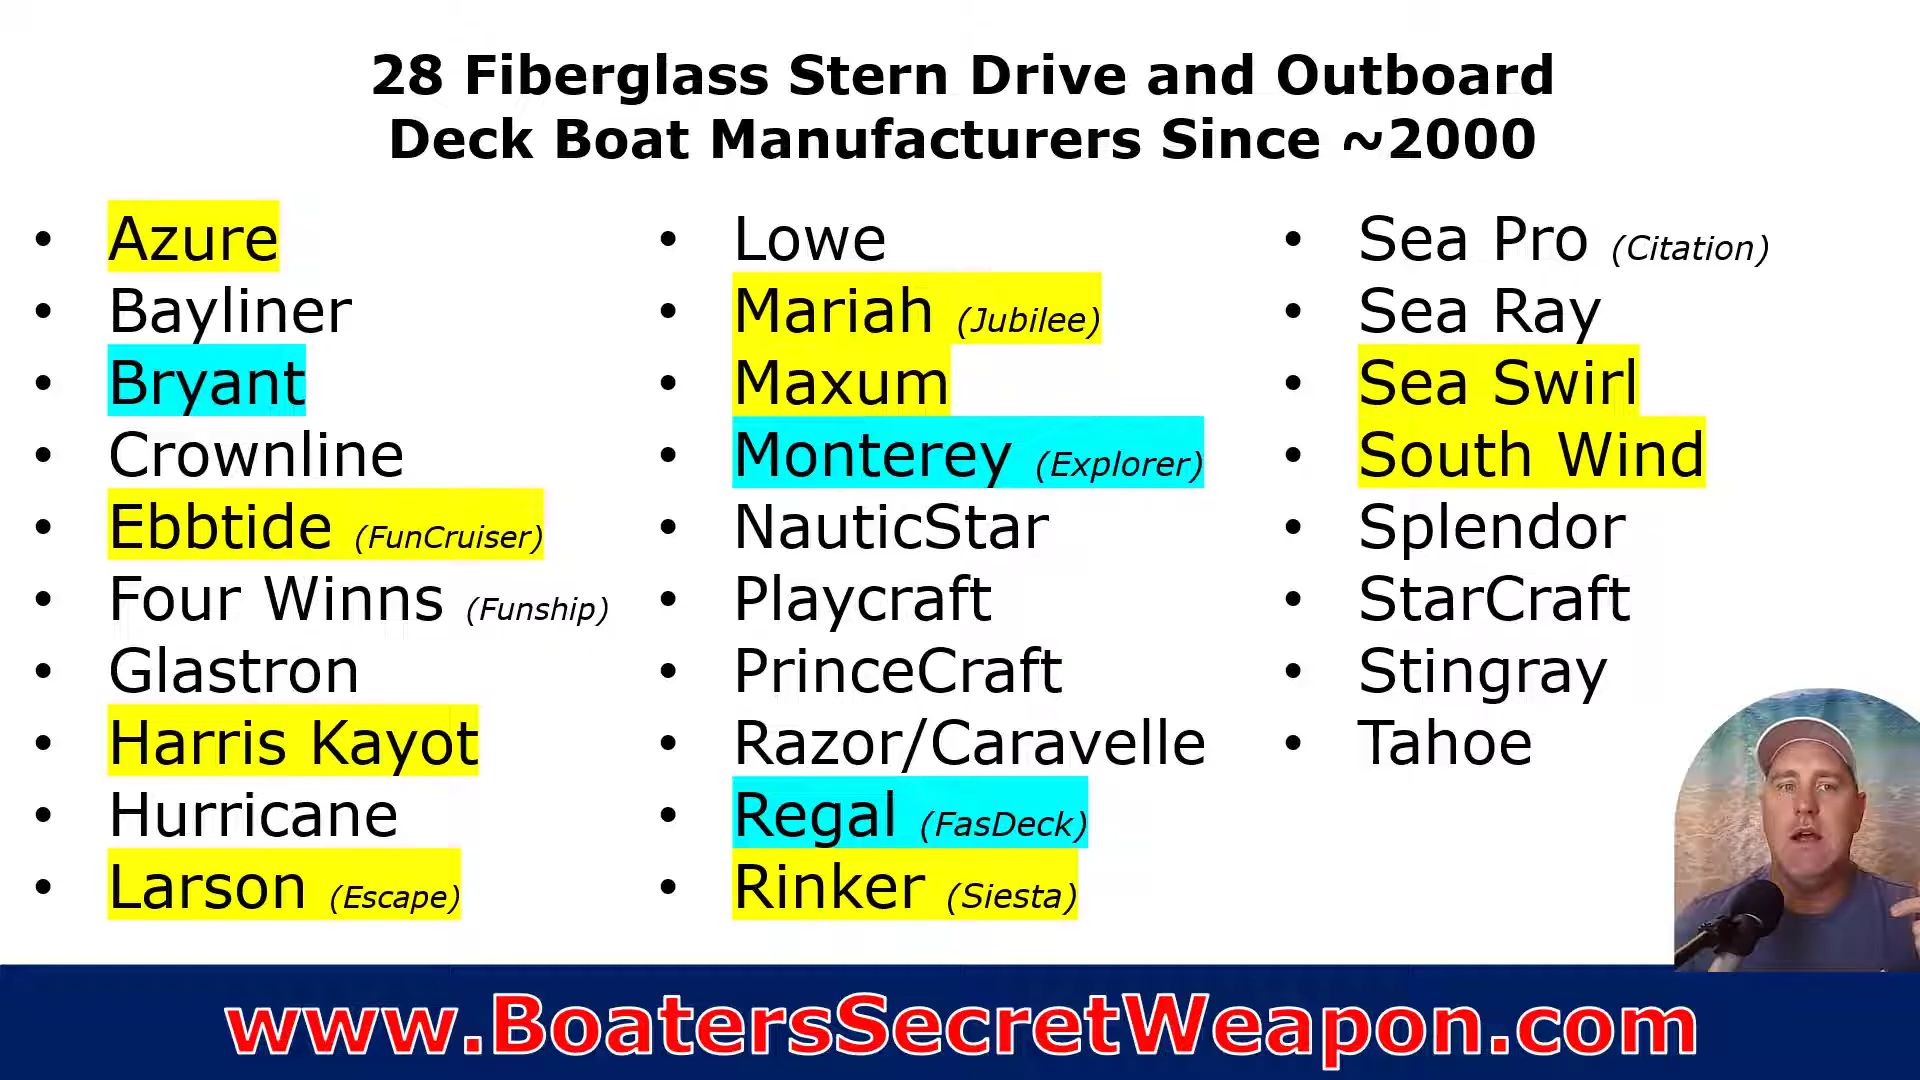 28 Fiberglass Stern Drive and Outboard
Deck Boat Manufacturers Since ~2000
• Azure
• Bayliner
• Bryant
• Crownline
• Ebbtide (FunCruiser)
• Four Winns (Funship)
• Glastron
• Harris Kayot
• Hurricane
• Larson (Escape)
• Lowe
• Mariah (Jubilee)
• Maxum
• Monterey (Explorer)
• NauticStar
• Playcraft
• PrinceCraft
• Razor/Caravelle
• Regal (FasDeck)
• Rinker (Siesta)
• Sea Pro (Citation)
• Sea Ray
• Sea Swirl
• South Wind
• Splendor
• StarCraft
• Stingray
• Tahoe
www.BoatersSecretWeapon.com